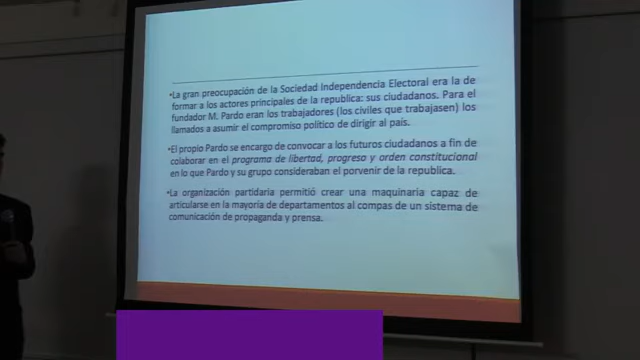 •La gran preocupación de la Sociedad Independencia Electoral era la de
formar a los actores principales de la republica: sus ciudadanos. Para el
fundador M. Pardo eran los trabajadores (los civiles que trabajasen) los
llamados a asumir el compromiso político de dirigir al país.
•El propio Pardo se encargo de convocar a los futuros ciudadanos a fin de
colaborar en el programa de libertad, progreso y orden constitucional
en lo que Pardo y su grupo consideraban el porvenir de la republica.
•La organización partidaria permitió crear una maquinaria capaz de
articularse en la mayoría de departamentos al compas de un sistema de
comunicación de propaganda y prensa.